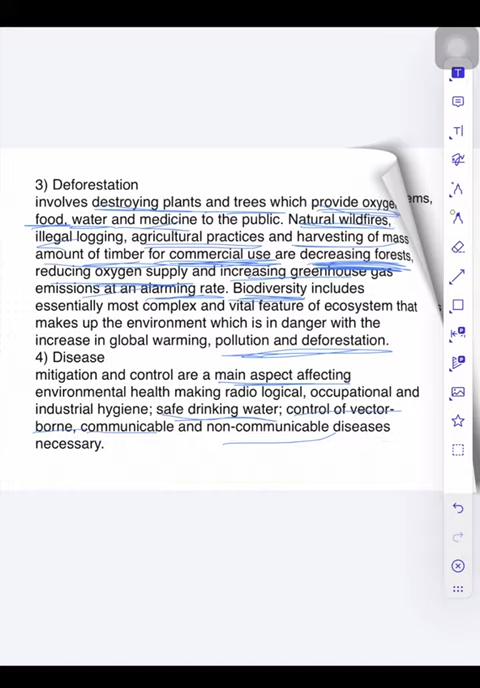 3) Deforestation
involves destroying plants and trees which provide oxyge
ems,
food, water and medicine to the public. Natural wildfires,
illegal logging, agricultural practices and harvesting of mass
amount of timber for commercial use are decreasing forests,
reducing oxygen supply and increasing greenhouse gas
emissions at an alarming rate. Biodiversity includes
essentially most complex and vital feature of ecosystem that
makes up the environment which is in danger with the
increase in global warming, pollution and deforestation.
4) Disease
mitigation and control are a main aspect affecting
environmental health making radio logical, occupational and
industrial hygiene; safe drinking water; control of vector-
borne, communicable and non-communicable diseases
necessary.